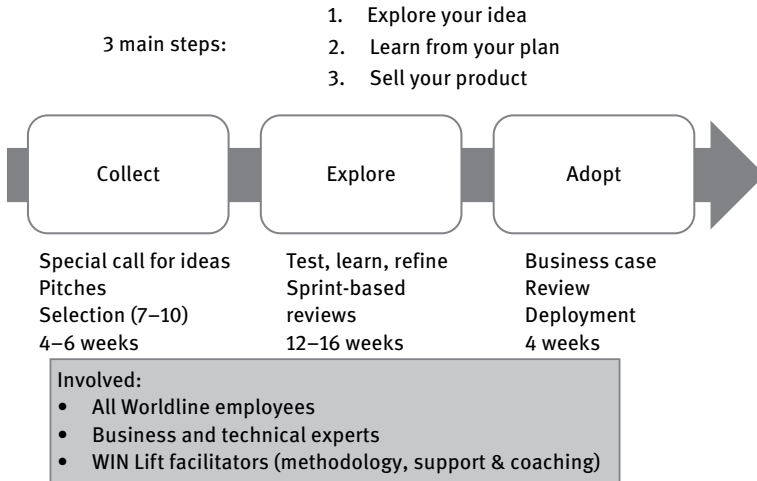 3 main steps:
1. Explore your idea
2. Learn from your plan
3. Sell your product
Collect
Explore
Adopt
Special call for ideas
Pitches
Selection (7–10)
4–6 weeks
Test, learn, refine
Sprint-based
reviews
12–16 weeks
Business case
Review
Deployment
4 weeks
Involved:
• All Worldline employees
• Business and technical experts
• WIN Lift facilitators (methodology, support & coaching)